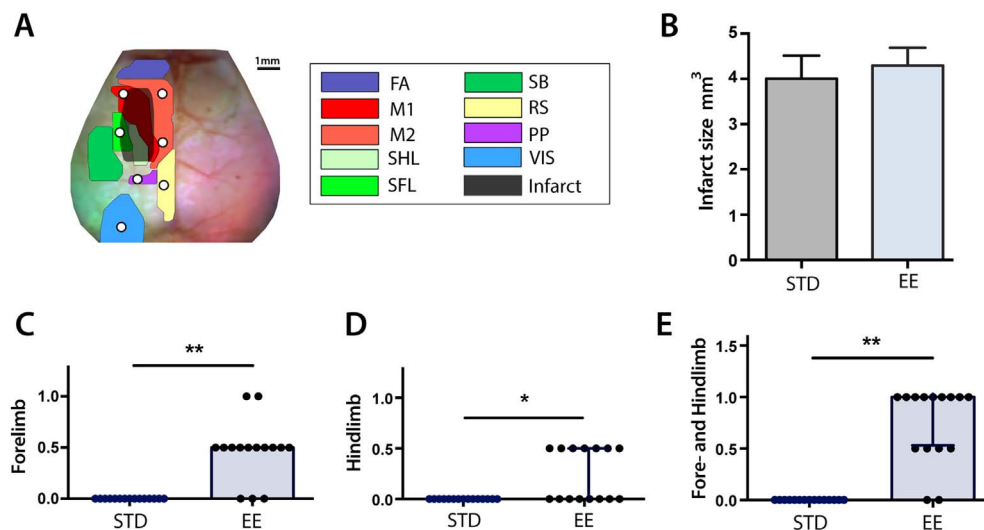 A
1mm
FA
M1
M2
SHL
SFL
SB
RS
PP
VIS
Infarct
B
Infarct size mm³
5
4
3
2
1
0
STD
EE
C
**
Forelimb
1.0
0.5
0.0
STD
EE
D
*
Hindlimb
1.0
0.5
0.0
STD
EE
E
**
Fore- and Hindlimb
1.5
1.0
0.5
0.0
STD
EE